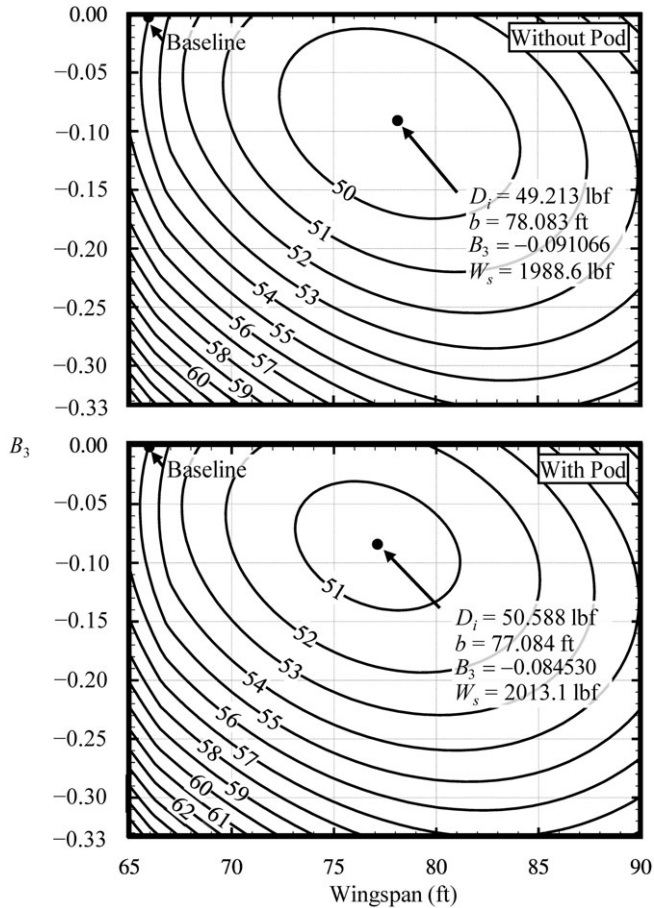 0.00
Baseline
Without Pod
−0.05
−0.10
50
−0.15
D_i = 49.213 lbf
51
b = 78.083 ft
−0.20
B_3 = −0.091066
52
W_s = 1988.6 lbf
−0.25
54 53
56 55
−0.30
58 57
60 59
−0.33
B_3
0.00
Baseline
With Pod
−0.05
−0.10
51
−0.15
D_i = 50.588 lbf
52
b = 77.084 ft
53
B_3 = −0.084530
−0.20
54
W_s = 2013.1 lbf
56 55
−0.25
58 57
−0.30
60 59
62 61
−0.33
65 70 75 80 85 90
Wingspan (ft)